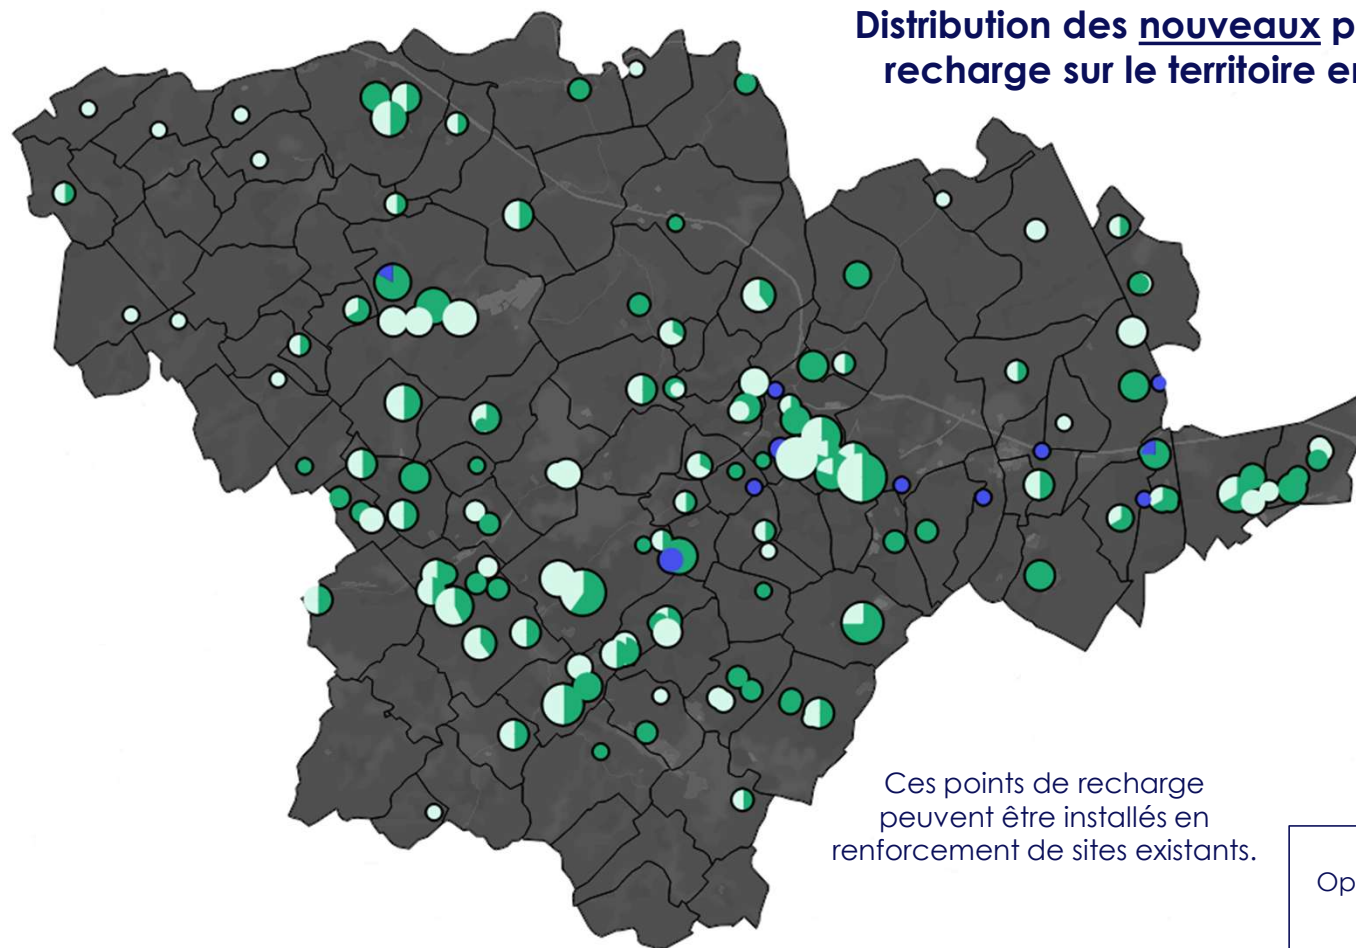 Distribution des nouveaux
recharge sur le territoire
Ces points de recharge
peuvent être installés en
renforcement de sites existants.